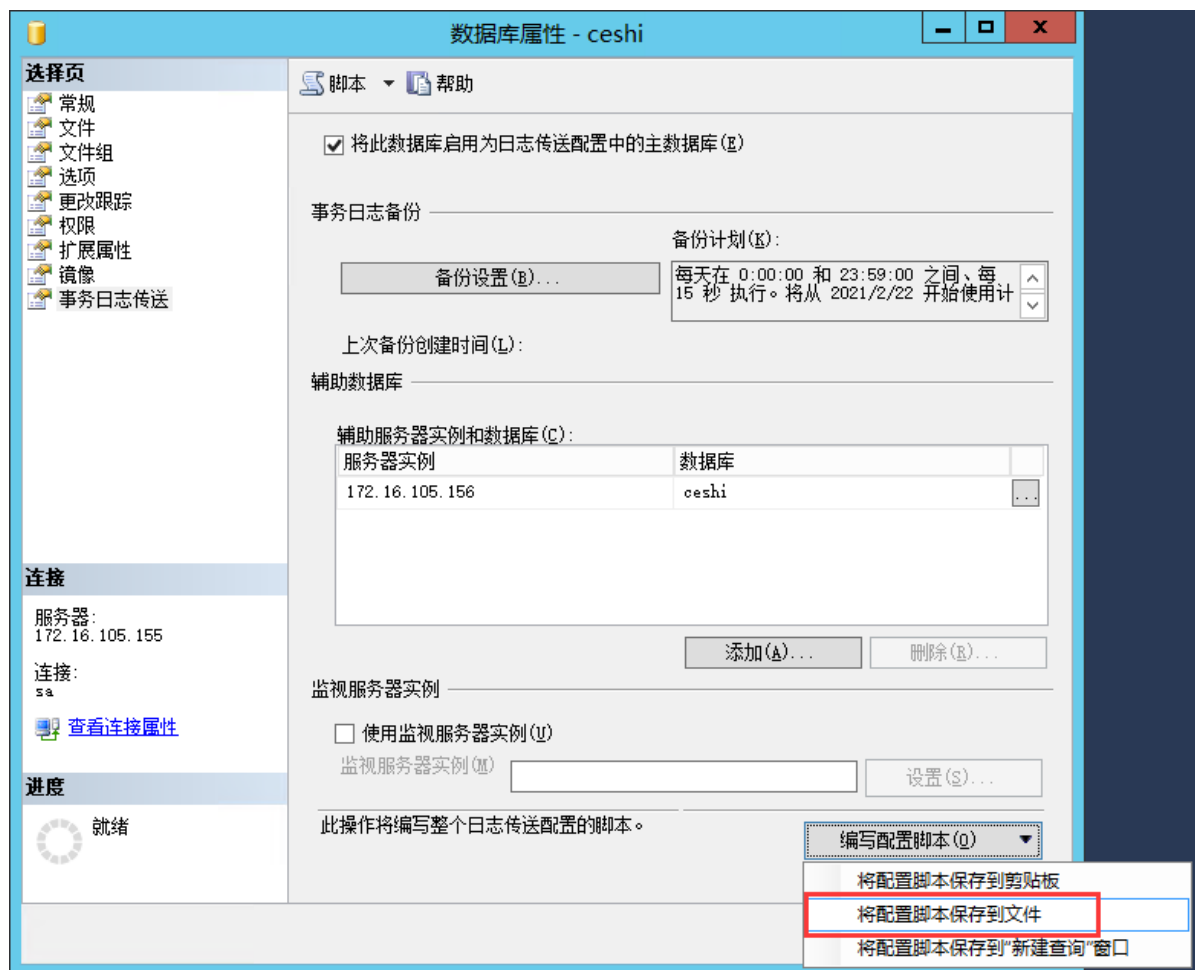 数据库属性 - ceshi
选择页
常规
文件
文件组
选项
更改跟踪
权限
扩展属性
镜像
事务日志传送
连接
服务器:
172.16.105.155
连接:
sa
查看连接属性
进度
就绪
脚本
帮助
将此数据库启用为日志传送配置中的主数据库(E)
事务日志备份
备份计划(K):
备份设置(B)...
每天在 0:00:00 和 23:59:00 之间、每
15 秒 执行。将从 2021/2/22 开始使用计
上次备份创建时间(L):
辅助数据库
辅助服务器实例和数据库(C):
服务器实例 数据库
172.16.105.156 ceshi ...
添加(A)... 删除(R)...
监视服务器实例
使用监视服务器实例(U)
监视服务器实例(M)
设置(S)...
此操作将编写整个日志传送配置的脚本。
编写配置脚本(O)
将配置脚本保存到剪贴板
将配置脚本保存到文件
将配置脚本保存到“新建查询”窗口